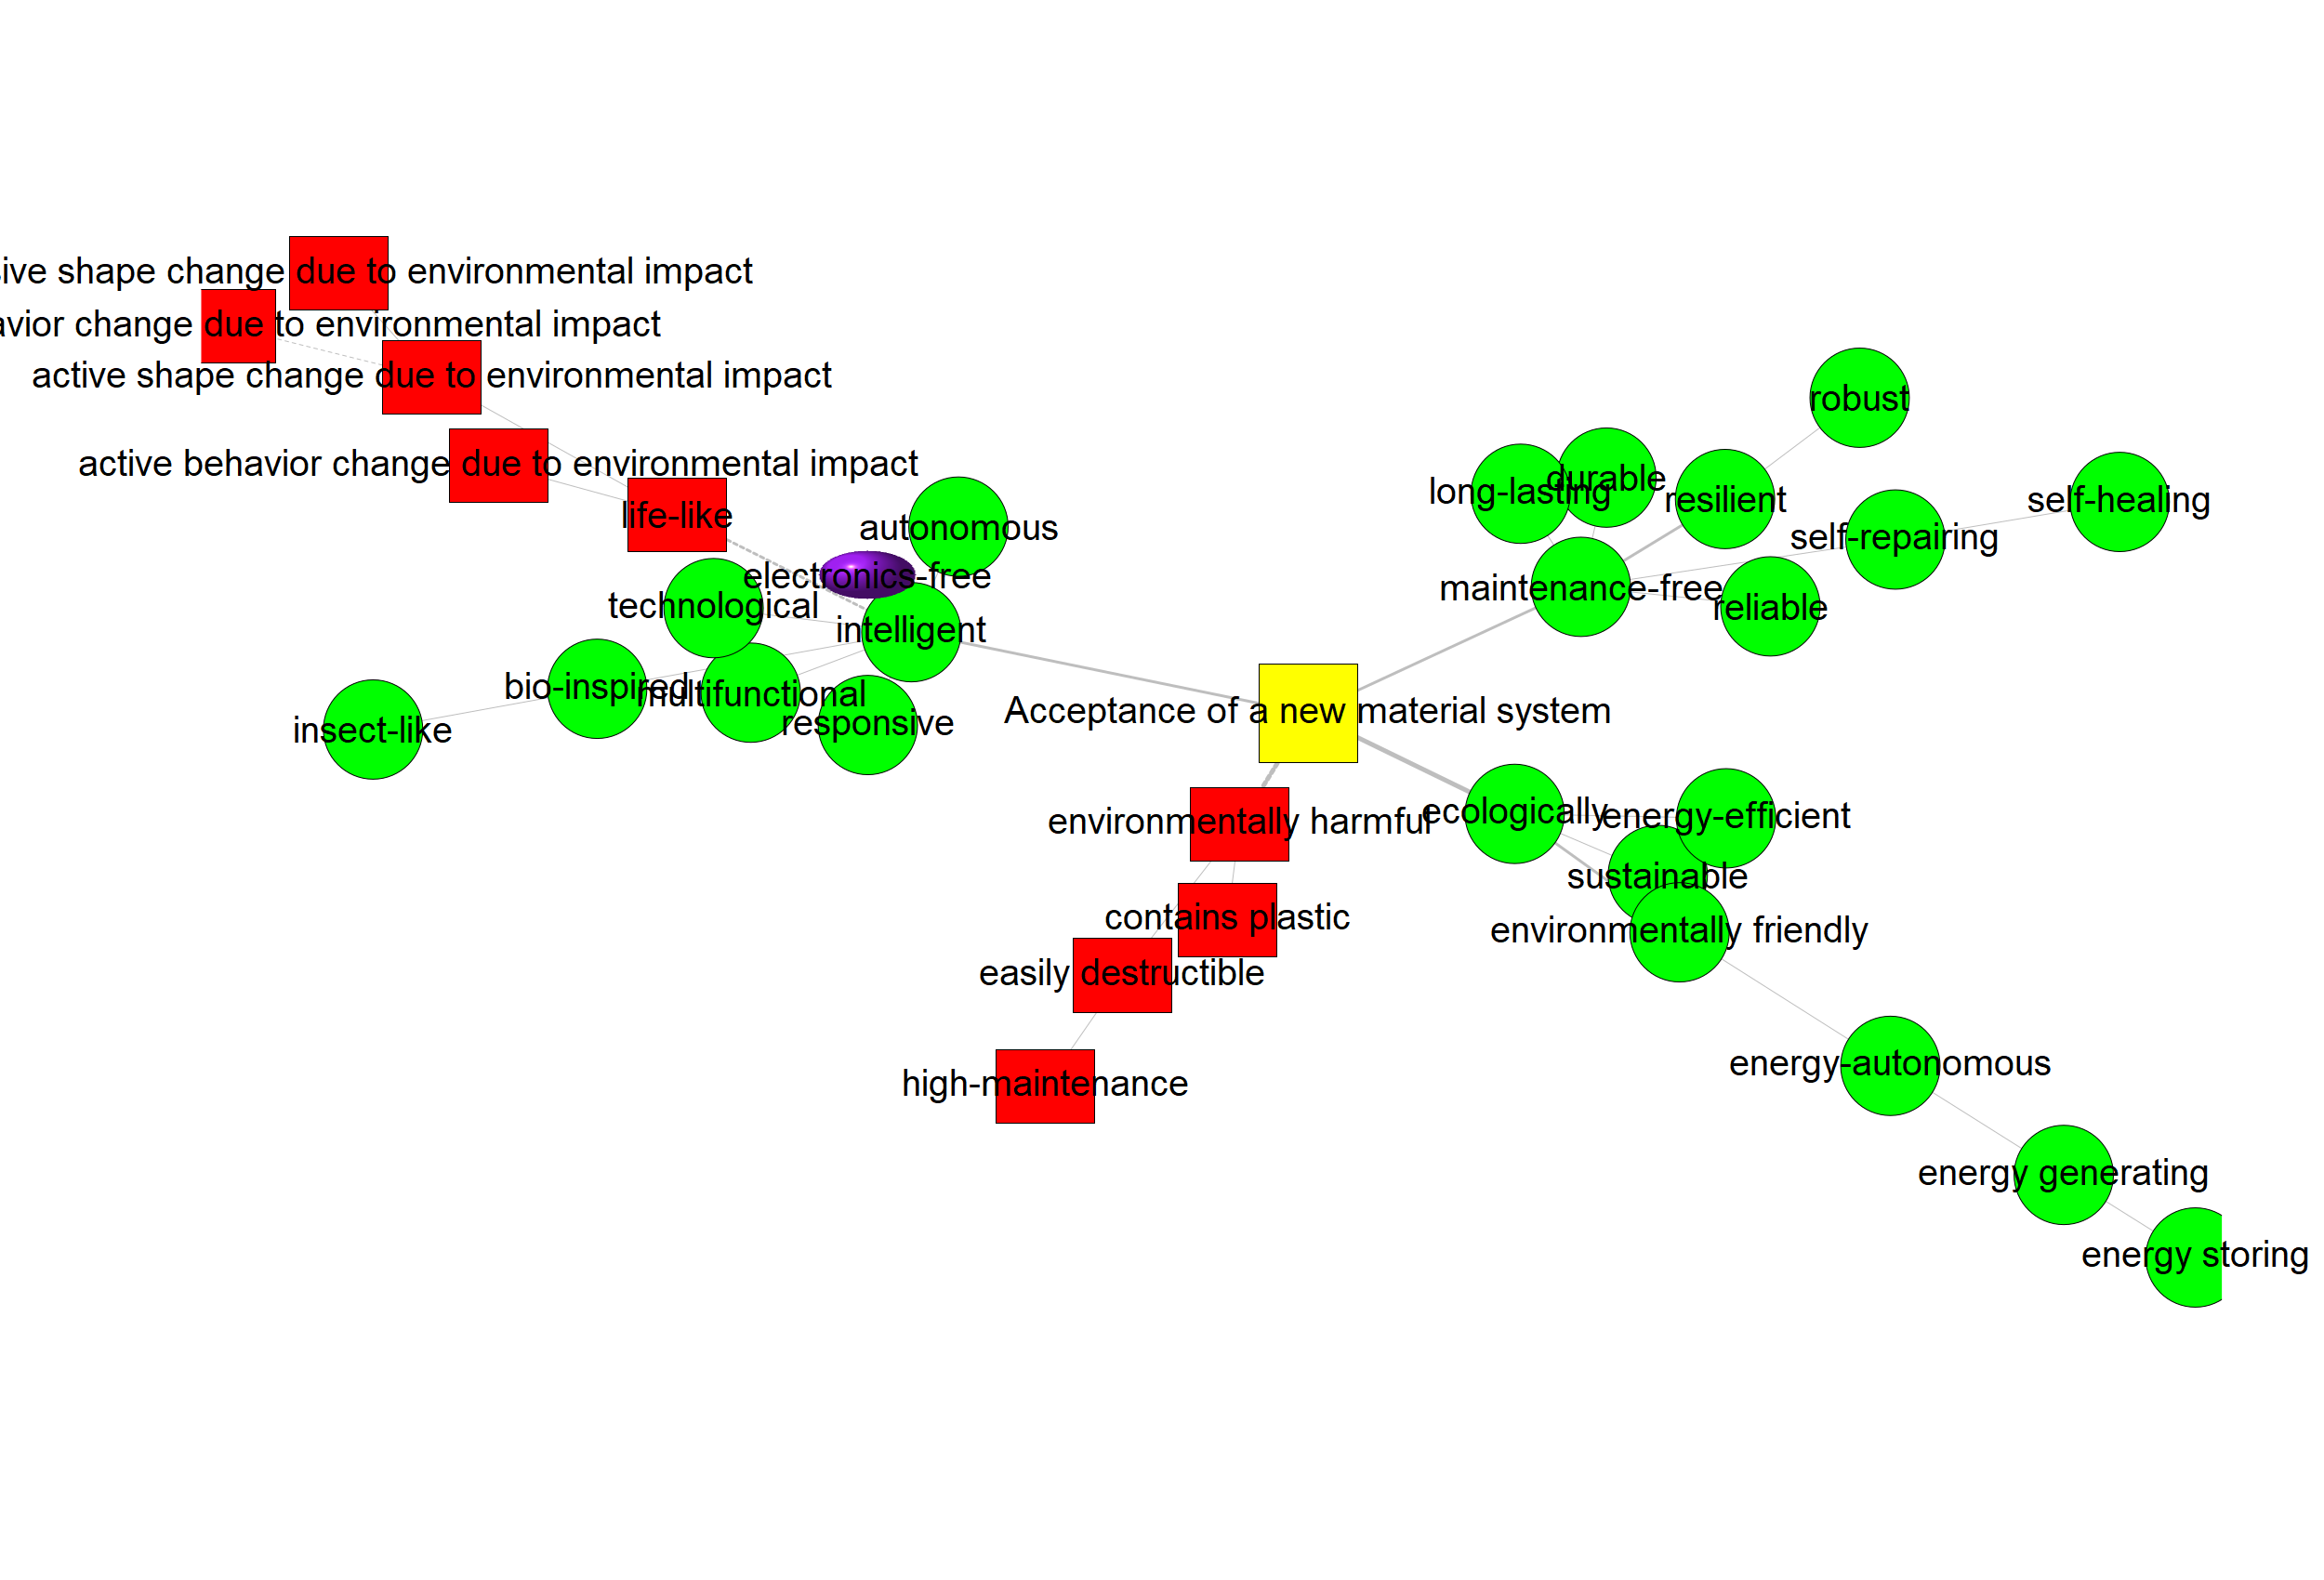 ive shape change due to environmental impact
avior change due to environmental impact
active shape change due to environmental impact
active behavior change due to environmental impact
life-like
autonomous
electronics-free
technological
intelligent
bio-inspired
multifunctional
responsive
insect-like
robust
durable
long-lasting
resilient
self-healing
self-repairing
maintenance-free
reliable
Acceptance of a new material system
environmentally harmful
ecologically
energy-efficient
sustainable
contains plastic
environmentally friendly
easily destructible
high-maintenance
energy-autonomous
energy generating
energy storing